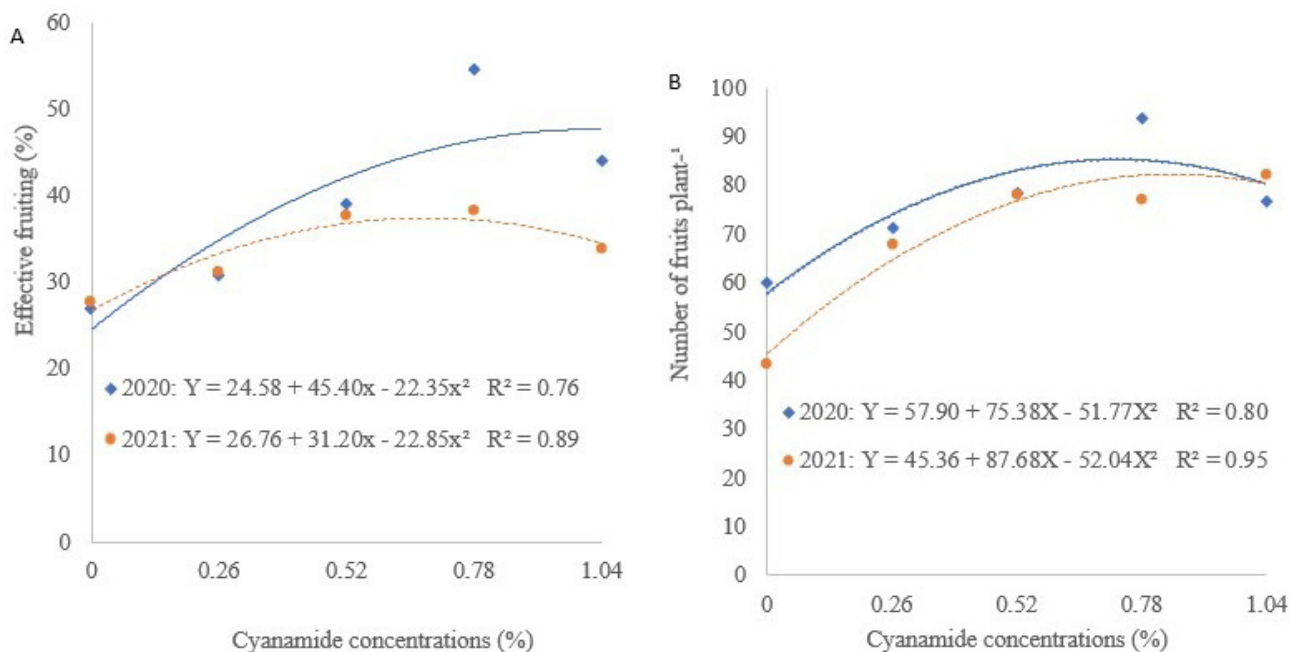 A
Effective fruiting (%)
60
50
40
30
20
10
0
2020: Y = 24.58 + 45.40x - 22.35x² R² = 0.76
2021: Y = 26.76 + 31.20x - 22.85x² R² = 0.89
0 0.26 0.52 0.78 1.04
Cyanamide concentrations (%)
B
Number of fruits plant-¹
100
90
80
70
60
50
40
30
20
10
0
2020: Y = 57.90 + 75.38X - 51.77X² R² = 0.80
2021: Y = 45.36 + 87.68X - 52.04X² R² = 0.95
0 0.26 0.52 0.78 1.04
Cyanamide concentrations (%)